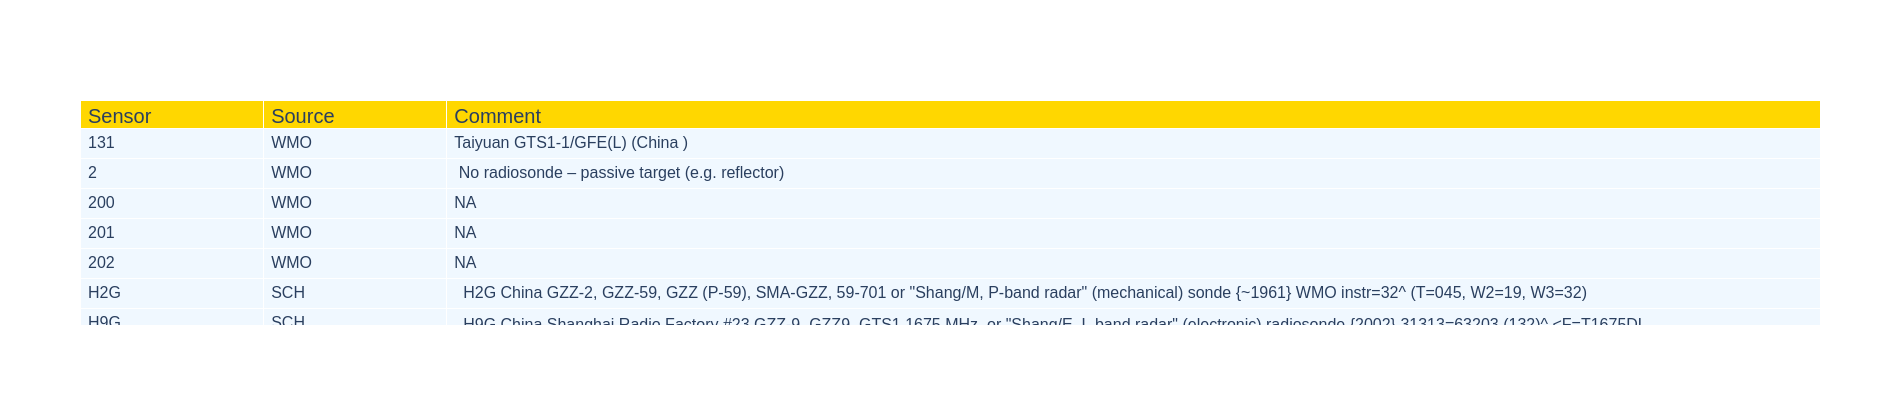 Sensor Source Comment
131 WMO Taiyuan GTS1-1/GFE(L) (China )
2 WMO No radiosonde – passive target (e.g. reflector)
200 WMO NA
201 WMO NA
202 WMO NA
H2G SCH H2G China GZZ-2, GZZ-59, GZZ (P-59), SMA-GZZ, 59-701 or "Shang/M, P-band radar" (mechanical) sonde {~1961} WMO instr=32^ (T=045, W2=19, W3=32)
H9G SCH H9G China Shanghai Radio Factory #23 GZZ-9, GZZ9, GTS1 1675 MHz, or "Shang/E, L-band radar" (electronic) radiosonde {2002} 31313=63203 (132)^ <F=T1675DL